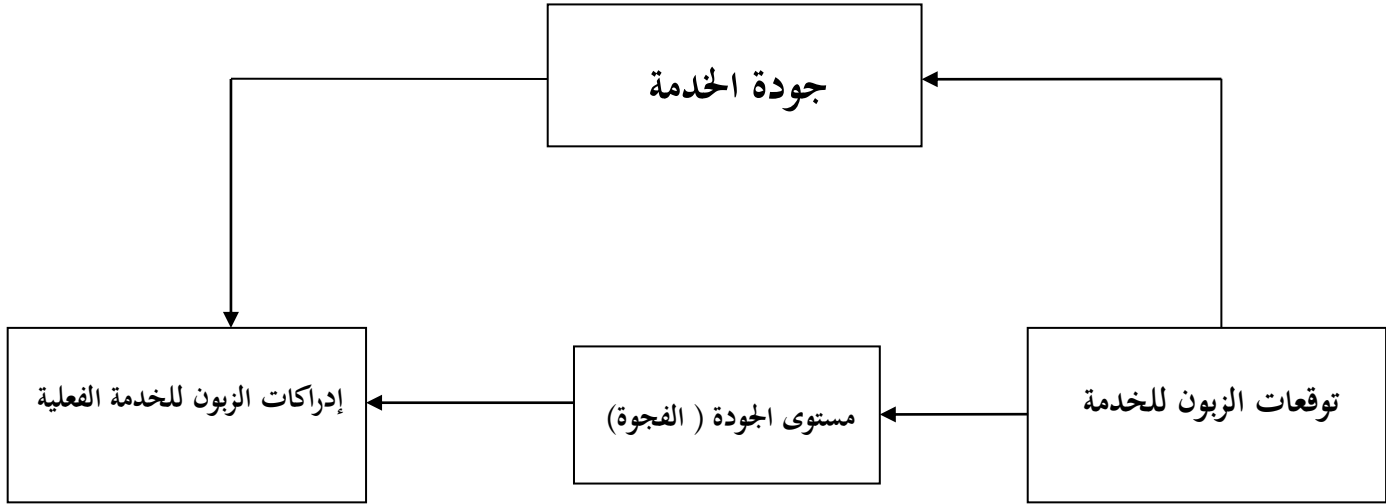 جودة الخدمة
توقعات الزبون للخدمة
مستوى الجودة ( الفجوة)
إدراكات الزبون للخدمة الفعلية